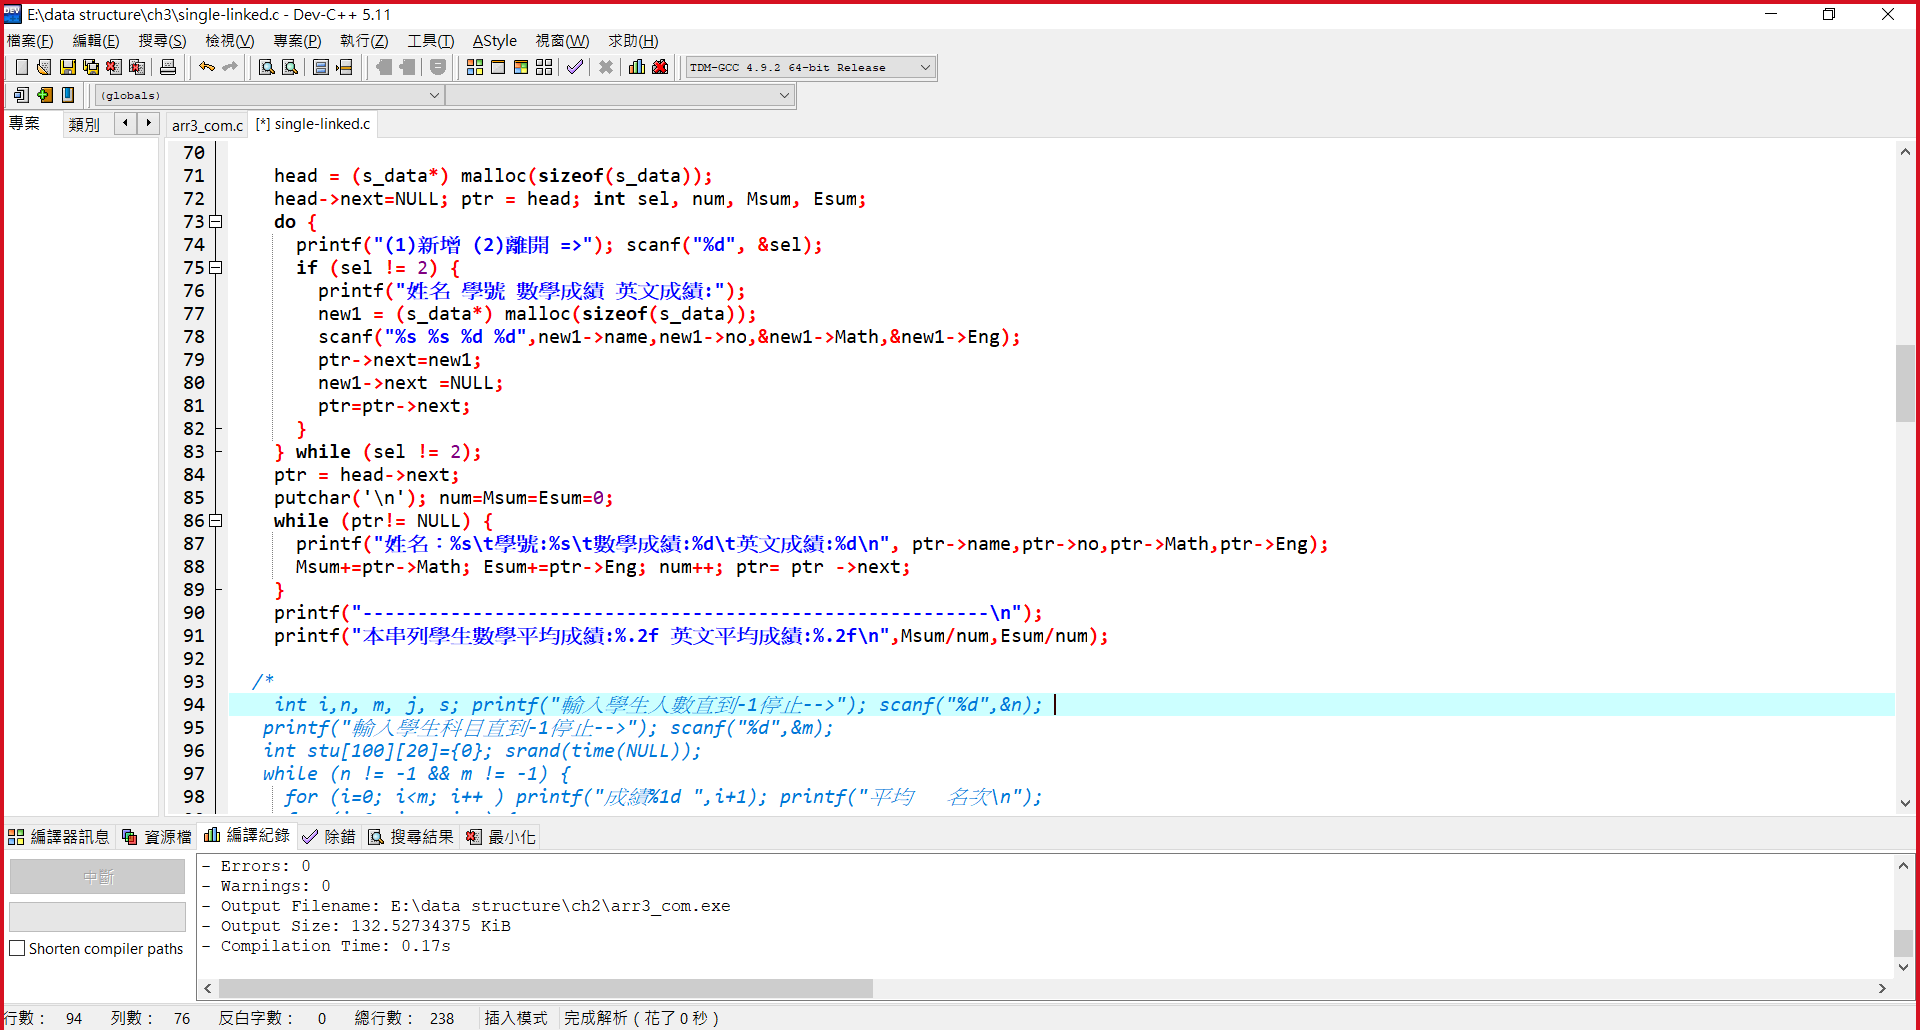 E:\data structure\ch3\single-linked.c - Dev-C++ 5.11
檔案(F) 編輯(E) 搜尋(S) 檢視(V) 專案(P) 執行(Z) 工具(T) AStyle 視窗(W) 求助(H)
TDM-GCC 4.9.2 64-bit Release
(globals)
專案 類別 arr3_com.c [*] single-linked.c
70
71 head = (s_data*) malloc(sizeof(s_data));
72 head->next=NULL; ptr = head; int sel, num, Msum, Esum;
73 do {
74 printf("(1)新增 (2)離開 =>"); scanf("%d", &sel);
75 if (sel != 2) {
76 printf("姓名 學號 數學成績 英文成績:");
77 new1 = (s_data*) malloc(sizeof(s_data));
78 scanf("%s %s %d %d",new1->name,new1->no,&new1->Math,&new1->Eng);
79 ptr->next=new1;
80 new1->next =NULL;
81 ptr=ptr->next;
82 }
83 } while (sel != 2);
84 ptr = head->next;
85 putchar('\n'); num=Msum=Esum=0;
86 while (ptr!= NULL) {
87 printf("姓名：%s\t學號:%s\t數學成績:%d\t英文成績:%d\n", ptr->name,ptr->no,ptr->Math,ptr->Eng);
88 Msum+=ptr->Math; Esum+=ptr->Eng; num++; ptr= ptr ->next;
89 }
90 printf("---------------------------------------------------------\n");
91 printf("本串列學生數學平均成績:%.2f 英文平均成績:%.2f\n",Msum/num,Esum/num);
92
93 /*
94 int i,n, m, j, s; printf("輸入學生人數直到-1停止-->"); scanf("%d",&n);
95 printf("輸入學生科目直到-1停止-->"); scanf("%d",&m);
96 int stu[100][20]={0}; srand(time(NULL));
97 while (n != -1 && m != -1) {
98 for (i=0; i<m; i++ ) printf("成績%1d ",i+1); printf("平均 名次\n");
編譯器訊息 資源檔 編譯紀錄 除錯 搜尋結果 最小化
中斷
Shorten compiler paths
- Errors: 0
- Warnings: 0
- Output Filename: E:\data structure\ch2\arr3_com.exe
- Output Size: 132.52734375 KiB
- Compilation Time: 0.17s
行數： 94 列數： 76 反白字數： 0 總行數： 238 插入模式 完成解析 ( 花了 0 秒 )